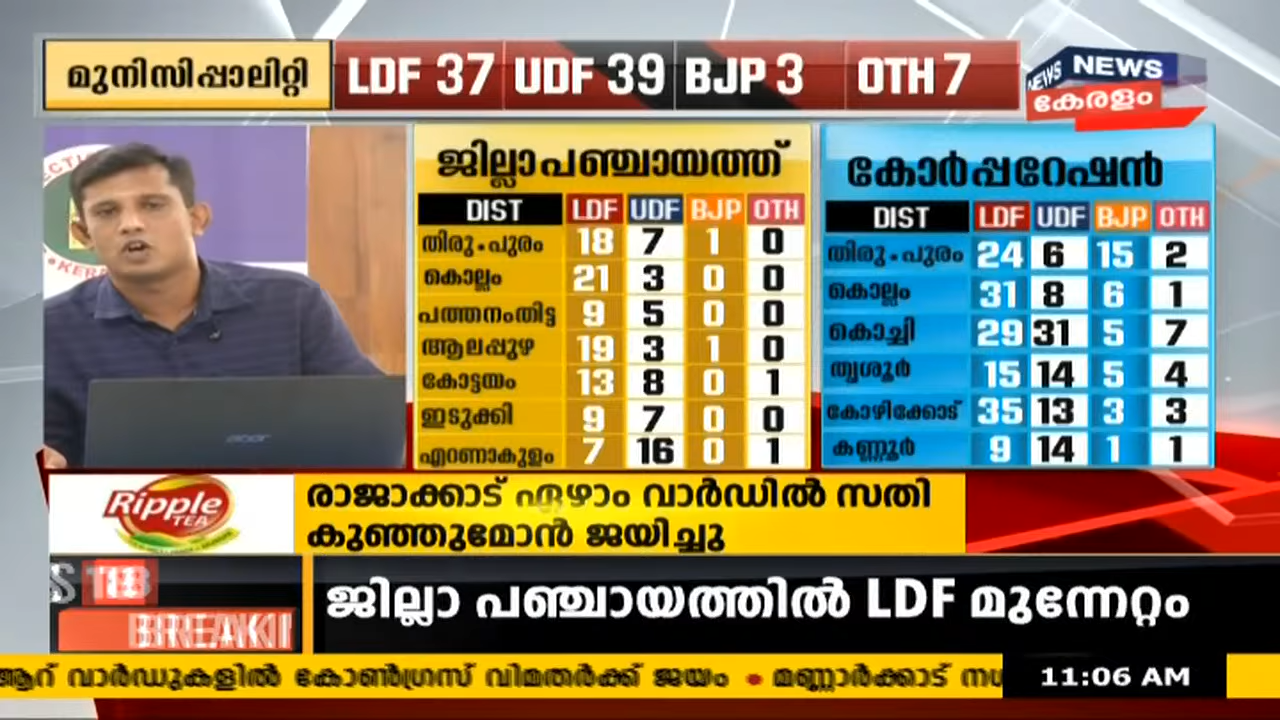 മുനിസിപ്പാലിറ്റി LDF 37 UDF 39 BJP 3 OTH 7
NEWS NEWS
കേരളം
ജില്ലാ പഞ്ചായത്ത്
DIST LDF UDF BJP OTH
തിരു.പുരം 18 7 1 0
കൊല്ലം 21 3 0 0
പത്തനംതിട്ട 9 5 0 0
ആലപ്പുഴ 19 3 1 0
കോട്ടയം 13 8 0 1
ഇടുക്കി 9 7 0 0
എറണാകുളം 7 16 0 1
കോർപ്പറേഷൻ
DIST LDF UDF BJP OTH
തിരു.പുരം 24 6 15 2
കൊല്ലം 31 8 6 1
കൊച്ചി 29 31 5 7
തൃശൂർ 15 14 5 4
കോഴിക്കോട് 35 13 3 3
കണ്ണൂർ 9 14 1 1
acer
Ripple
TEA
രാജാക്കാട് ഏഴാം വാർഡിൽ സതി
കുഞ്ഞുമോൻ ജയിച്ചു
ജില്ലാ പഞ്ചായത്തിൽ LDF മുന്നേറ്റം
ആറ് വാർഡുകളിൽ കോൺഗ്രസ് വിമതർക്ക് ജയം • മണ്ണാർക്കാട്
11:06 AM